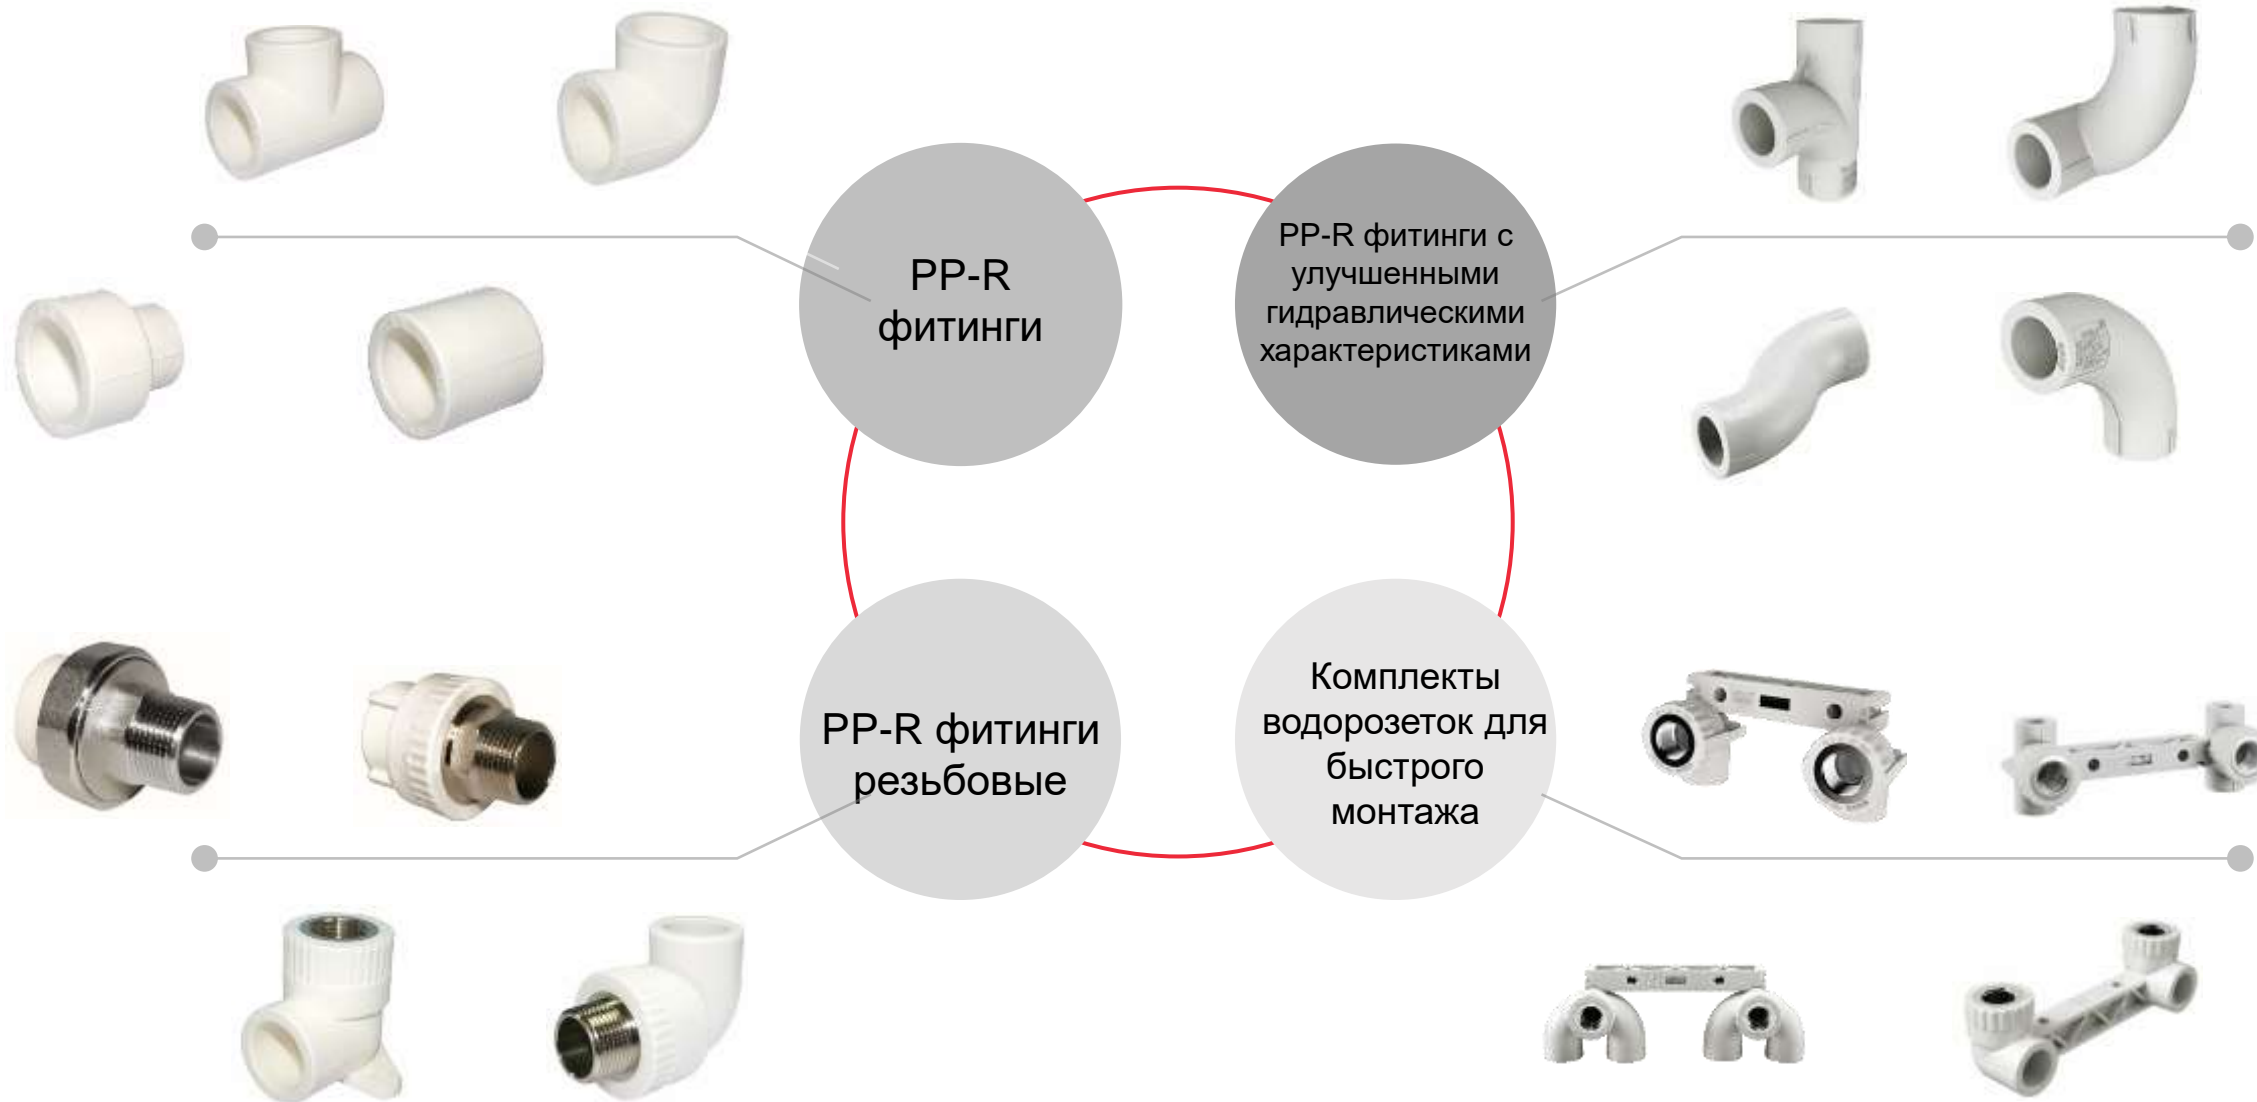 PP-R
фитинги
PP-R фитинги с
улучшенными
гидравлическими
характеристиками
PP-R фитинги
резьбовые
Комплекты
водорозеток для
быстрого
монтажа